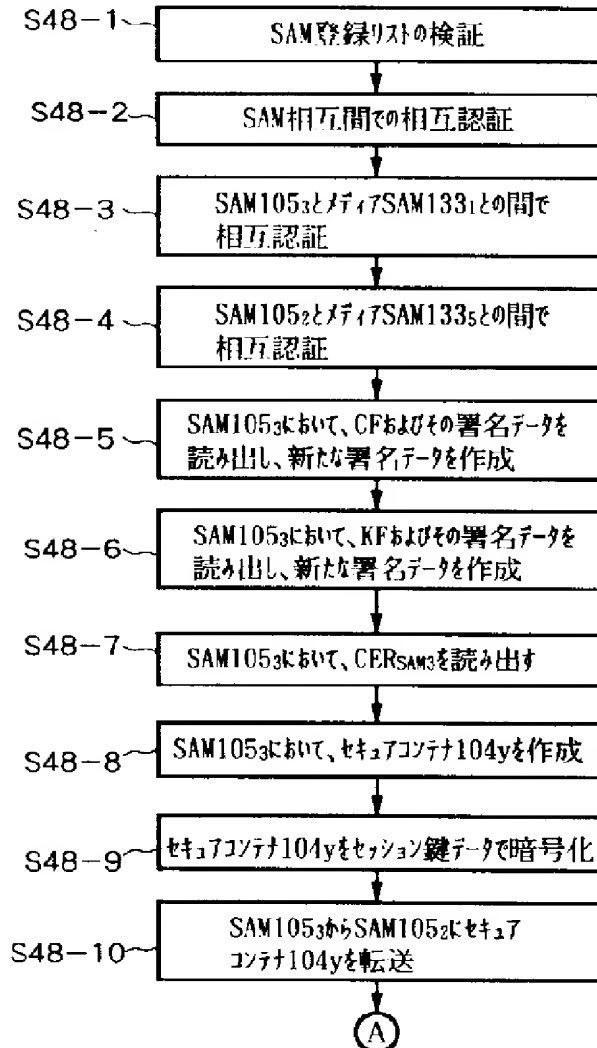 S48-1
SAM登録リストの検証
S48-2
SAM相互間での相互認証
S48-3
SAM105₃とメディアSAM133₁との間で
相互認証
S48-4
SAM105₂とメディアSAM133₅との間で
相互認証
S48-5
SAM105₃において、CFおよびその署名データを
読み出し、新たな署名データを作成
S48-6
SAM105₃において、KFおよびその署名データを
読み出し、新たな署名データを作成
S48-7
SAM105₃において、CERSAM3を読み出す
S48-8
SAM105₃において、セキュアコンテナ104yを作成
S48-9
セキュアコンテナ104yをセッション鍵データで暗号化
S48-10
SAM105₃からSAM105₂にセキュア
コンテナ104yを転送
A